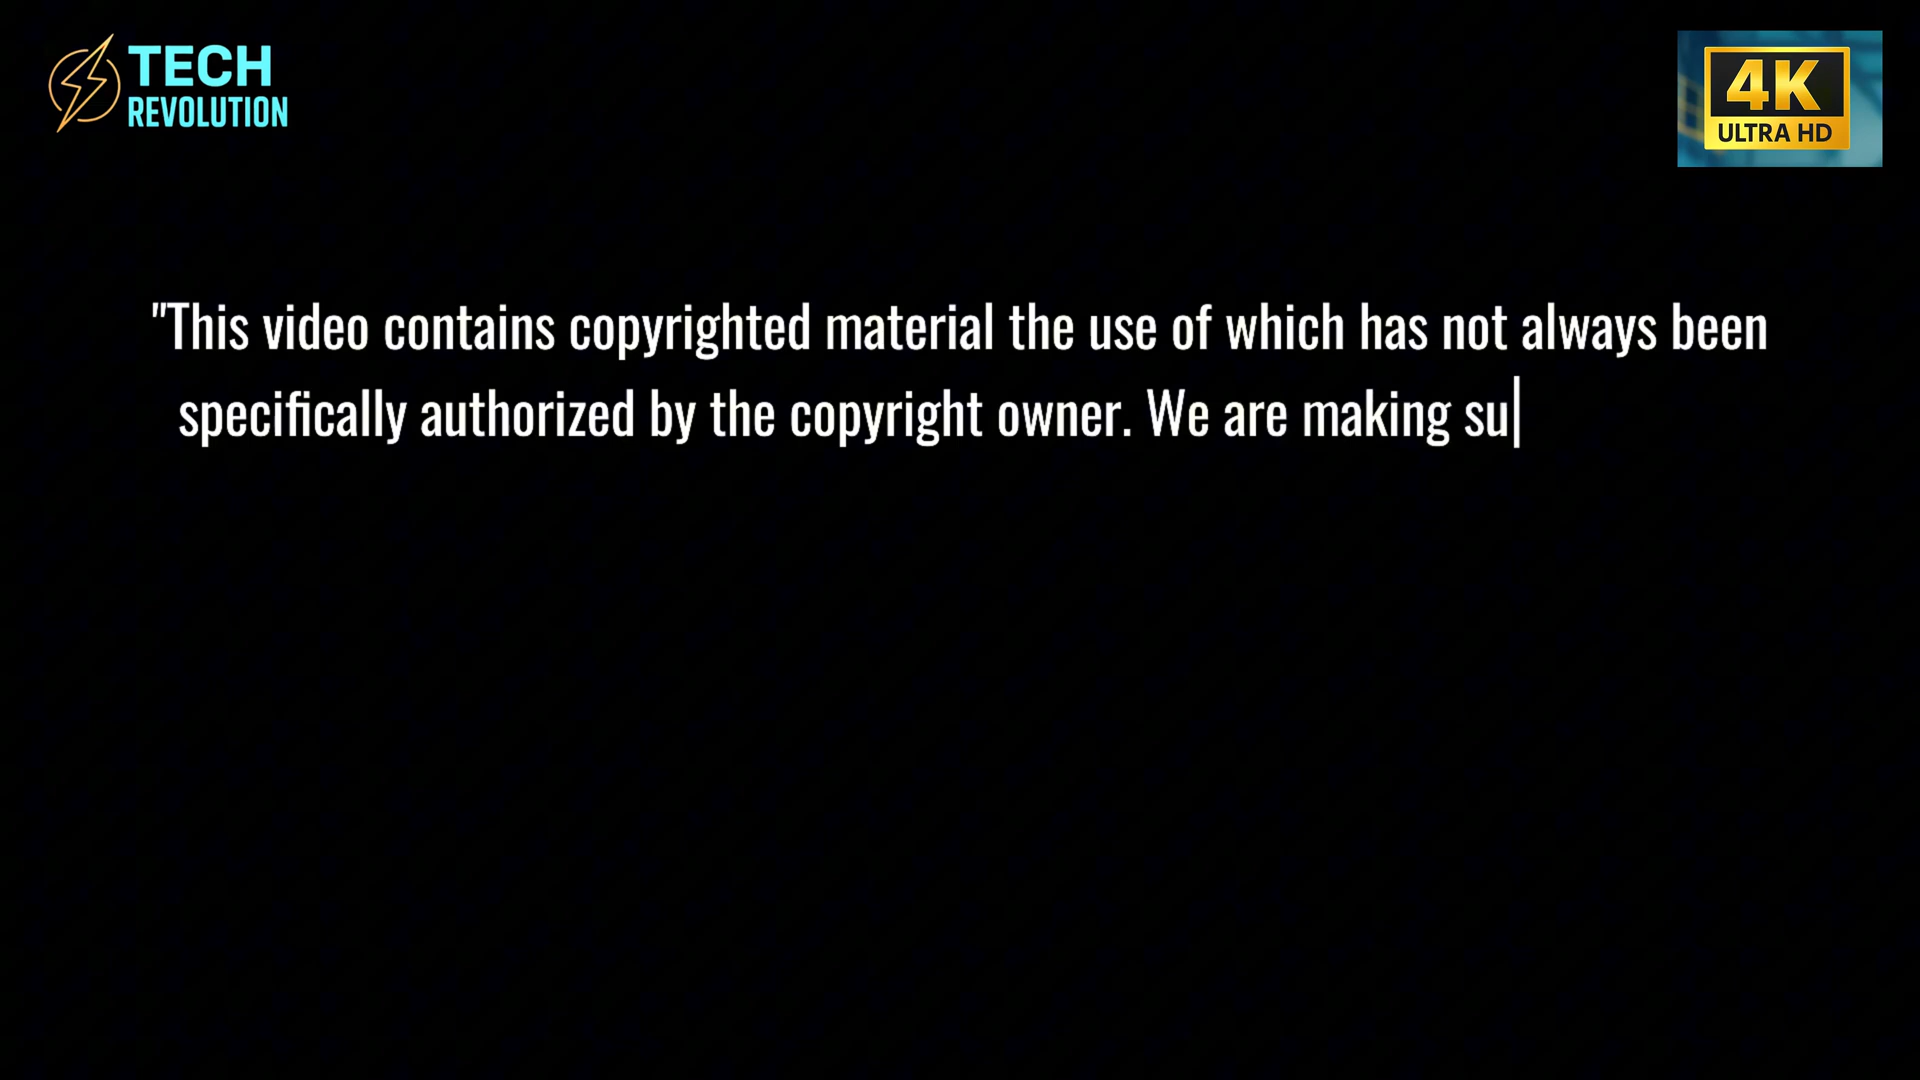 TECH
REVOLUTION
4K
ULTRA HD
"This video contains copyrighted material the use of which has not always been
specifically authorized by the copyright owner. We are making su